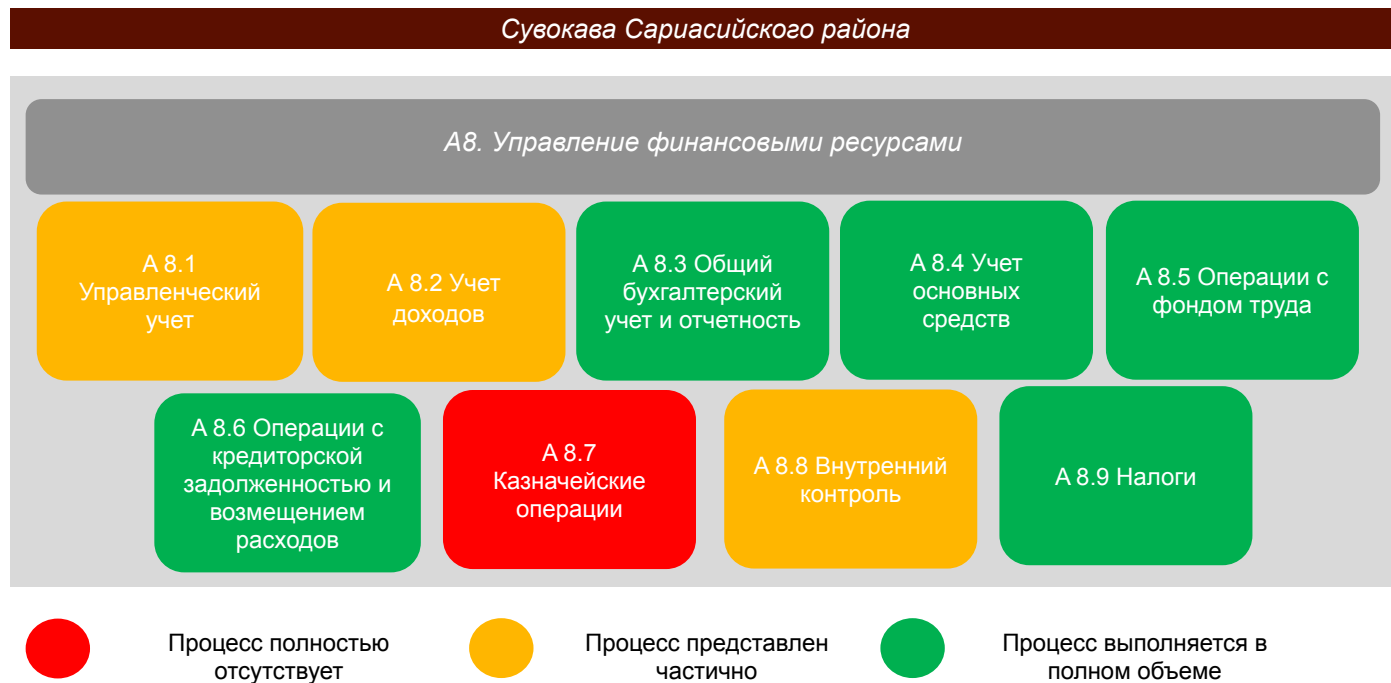 Сувокава Сариасийского района
А8. Управление финансовыми ресурсами
А 8.1
Управленческий
учет
А 8.2 Учет
доходов
А 8.3 Общий
бухгалтерский
учет и отчетность
А 8.4 Учет
основных
средств
А 8.5 Операции с
фондом труда
А 8.6 Операции с
кредиторской
задолженностью и
возмещением
расходов
А 8.7
Казначейские
операции
А 8.8 Внутренний
контроль
А 8.9 Налоги
Процесс полностью
отсутствует
Процесс представлен
частично
Процесс выполняется в
полном объеме